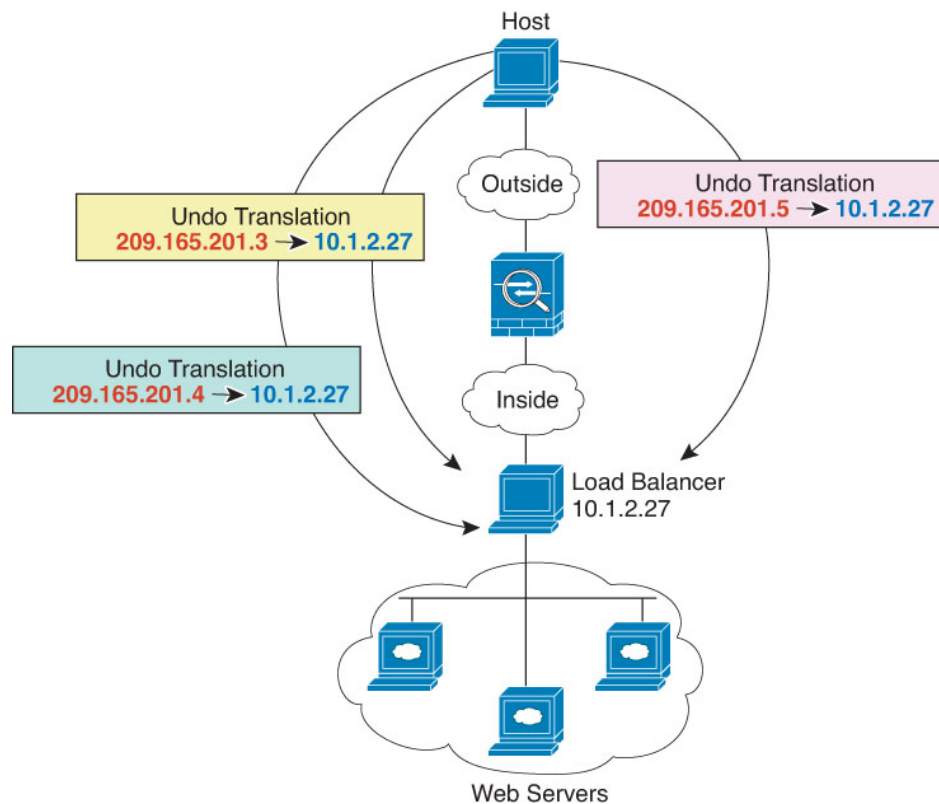 Host
Outside
Undo Translation
209.165.201.5 → 10.1.2.27
Undo Translation
209.165.201.3 → 10.1.2.27
Undo Translation
209.165.201.4 → 10.1.2.27
Inside
Load Balancer
10.1.2.27
Web Servers